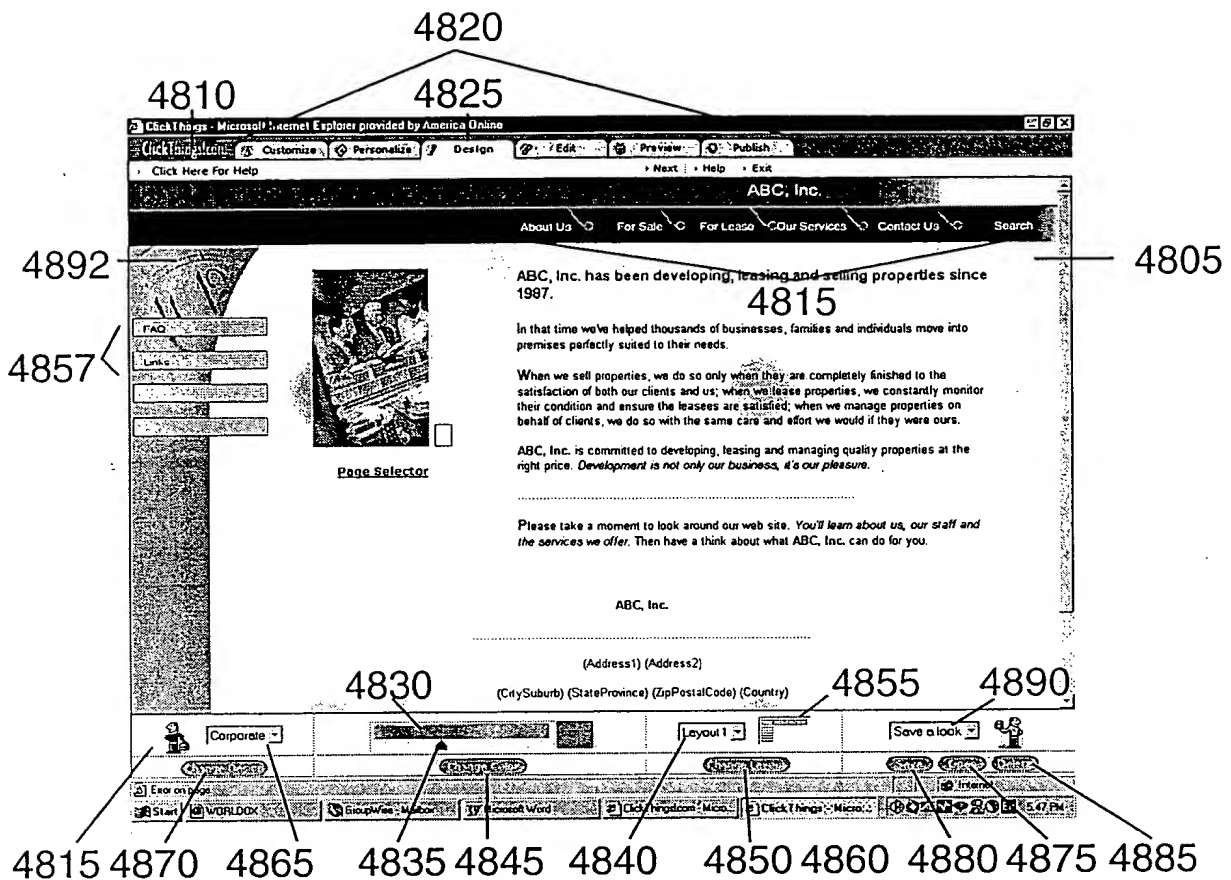 4820
4810 4825
ClickThings - Microsoft Internet Explorer provided by America Online
Customize Personalize Design Edit Preview Publish
Click Here For Help Next Help Exit
ABC, Inc.
About Us For Sale For Lease Our Services Contact Us Search
4892 4805
ABC, Inc. has been developing, leasing and selling properties since
1987.
4815
FAQ
In that time we've helped thousands of businesses, families and individuals move into
premises perfectly suited to their needs.
Links
4857
When we sell properties, we do so only when they are completely finished to the
satisfaction of both our clients and us; when we lease properties, we constantly monitor
their condition and ensure the leasees are satisfied; when we manage properties on
behalf of clients, we do so with the same care and effort we would if they were ours.
ABC, Inc. is committed to developing, leasing and managing quality properties at the
right price. Development is not only our business, it's our pleasure.
Page Selector
Please take a moment to look around our web site. You'll learn about us, our staff and
the services we offer. Then have a think about what ABC, Inc. can do for you.
ABC, Inc.
(Address1) (Address2)
4830 4855 4890
(CitySuburb) (StateProvince) (ZipPostalCode) (Country)
Corporate Layout 1 Save a look
Change Color
Error on page Internet
Start WORLDOX GroupWise - Mailbox Microsoft Word ClickThings.com - Micro... ClickThings - Micro... 5:47 PM
4815 4870 4865 4835 4845 4840 4850 4860 4880 4875 4885